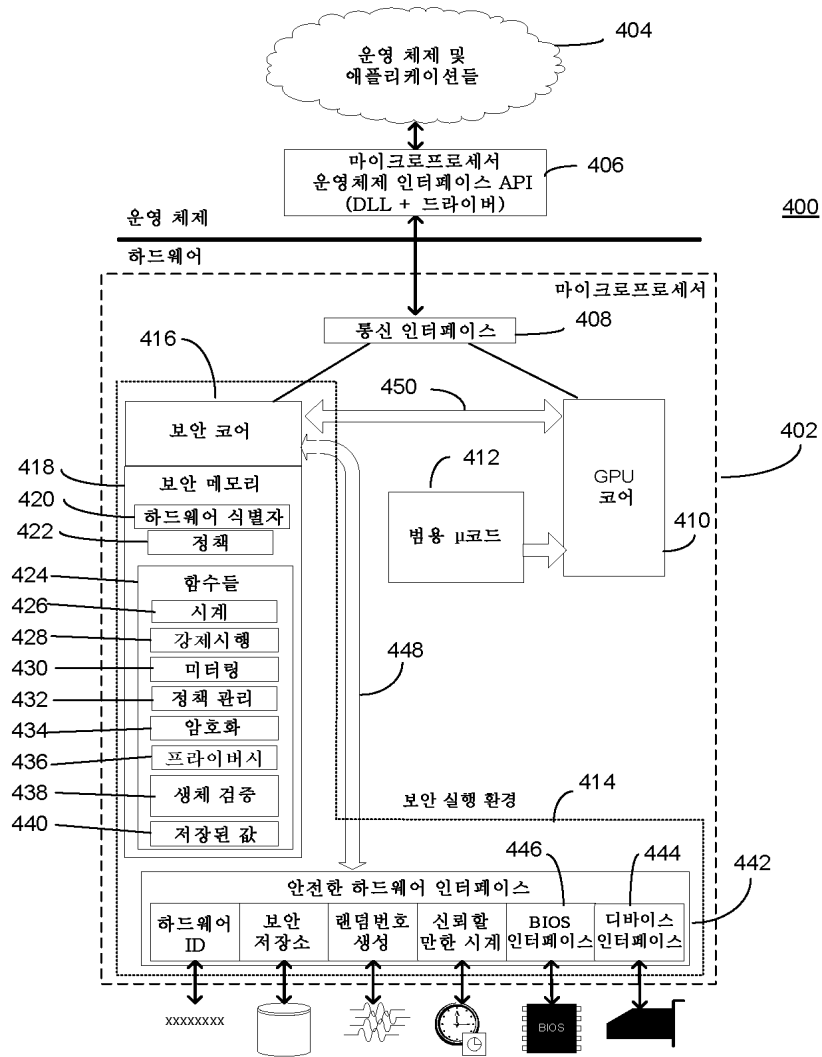 404
운영 체제 및
애플리케이션들
마이크로프로세서
운영체제 인터페이스 API
(DLL + 드라이버)
406
400
운영 체제
하드웨어
마이크로프로세서
통신 인터페이스
408
416
450
보안 코어
402
418
412
GPU
코어
보안 메모리
420
하드웨어 식별자
범용 µ코드
410
422
정책
424
함수들
426
시계
428
강제시행
430
미터링
448
432
정책 관리
434
암호화
436
프라이버시
438
생체 검증
보안 실행 환경
414
440
저장된 값
446
444
442
안전한 하드웨어 인터페이스
하드웨어
ID
보안
저장소
랜덤번호
생성
신뢰할
만한 시계
BIOS
인터페이스
디바이스
인터페이스
xxxxxxxx
BIOS